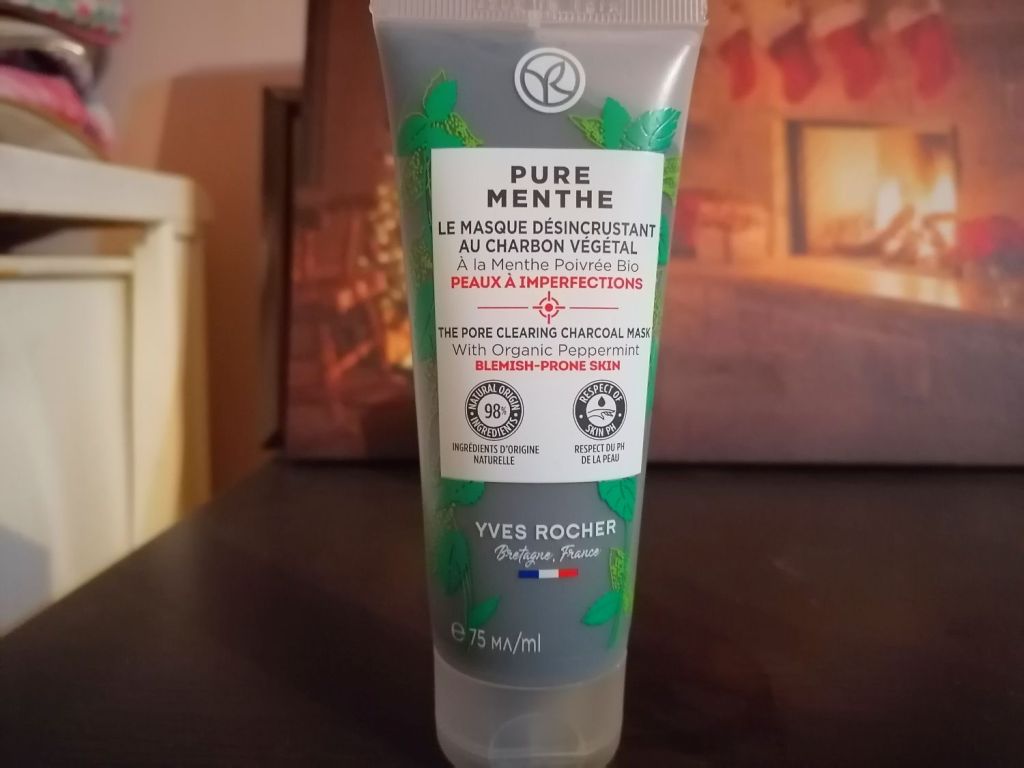 PURE
MENTHE
LE MASQUE DÉSINCRUSTANT
AU CHARBON VÉGÉTAL
À la Menthe Poivrée Bio
PEAUX À IMPERFECTIONS
THE PORE CLEARING CHARCOAL MASK
With Organic Peppermint
BLEMISH-PRONE SKIN
NATURAL ORIGIN
98%
INGREDIENTS
INGRÉDIENTS D'ORIGINE
NATURELLE
RESPECT OF
SKIN PH
RESPECT DU PH
DE LA PEAU
YVES ROCHER
Bretagne, France
℮ 75 МЛ/ml